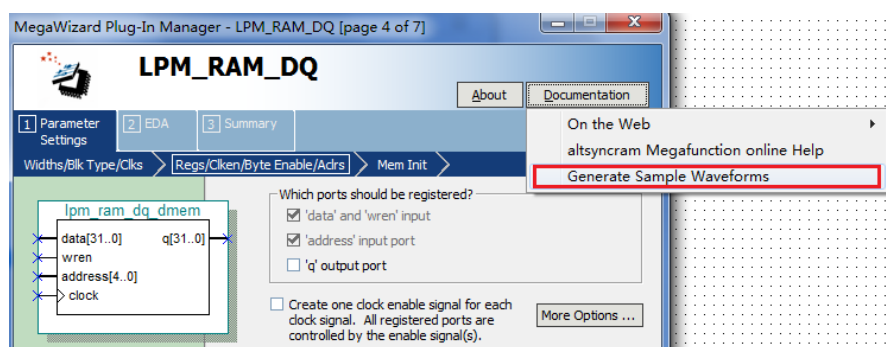 MegaWizard Plug-In Manager - LPM_RAM_DQ [page 4 of 7]
LPM_RAM_DQ
About
Documentation
1 Parameter Settings
2 EDA
3 Summary
On the Web
altsyncram Megafunction online Help
Generate Sample Waveforms
Widths/Blk Type/Clks
Regs/Clken/Byte Enable/Aclrs
Mem Init
lpm_ram_dq_dmem
data[31..0] q[31..0]
wren
address[4..0]
clock
Which ports should be registered?
'data' and 'wren' input
'address' input port
'q' output port
Create one clock enable signal for each
clock signal. All registered ports are
controlled by the enable signal(s).
More Options ...